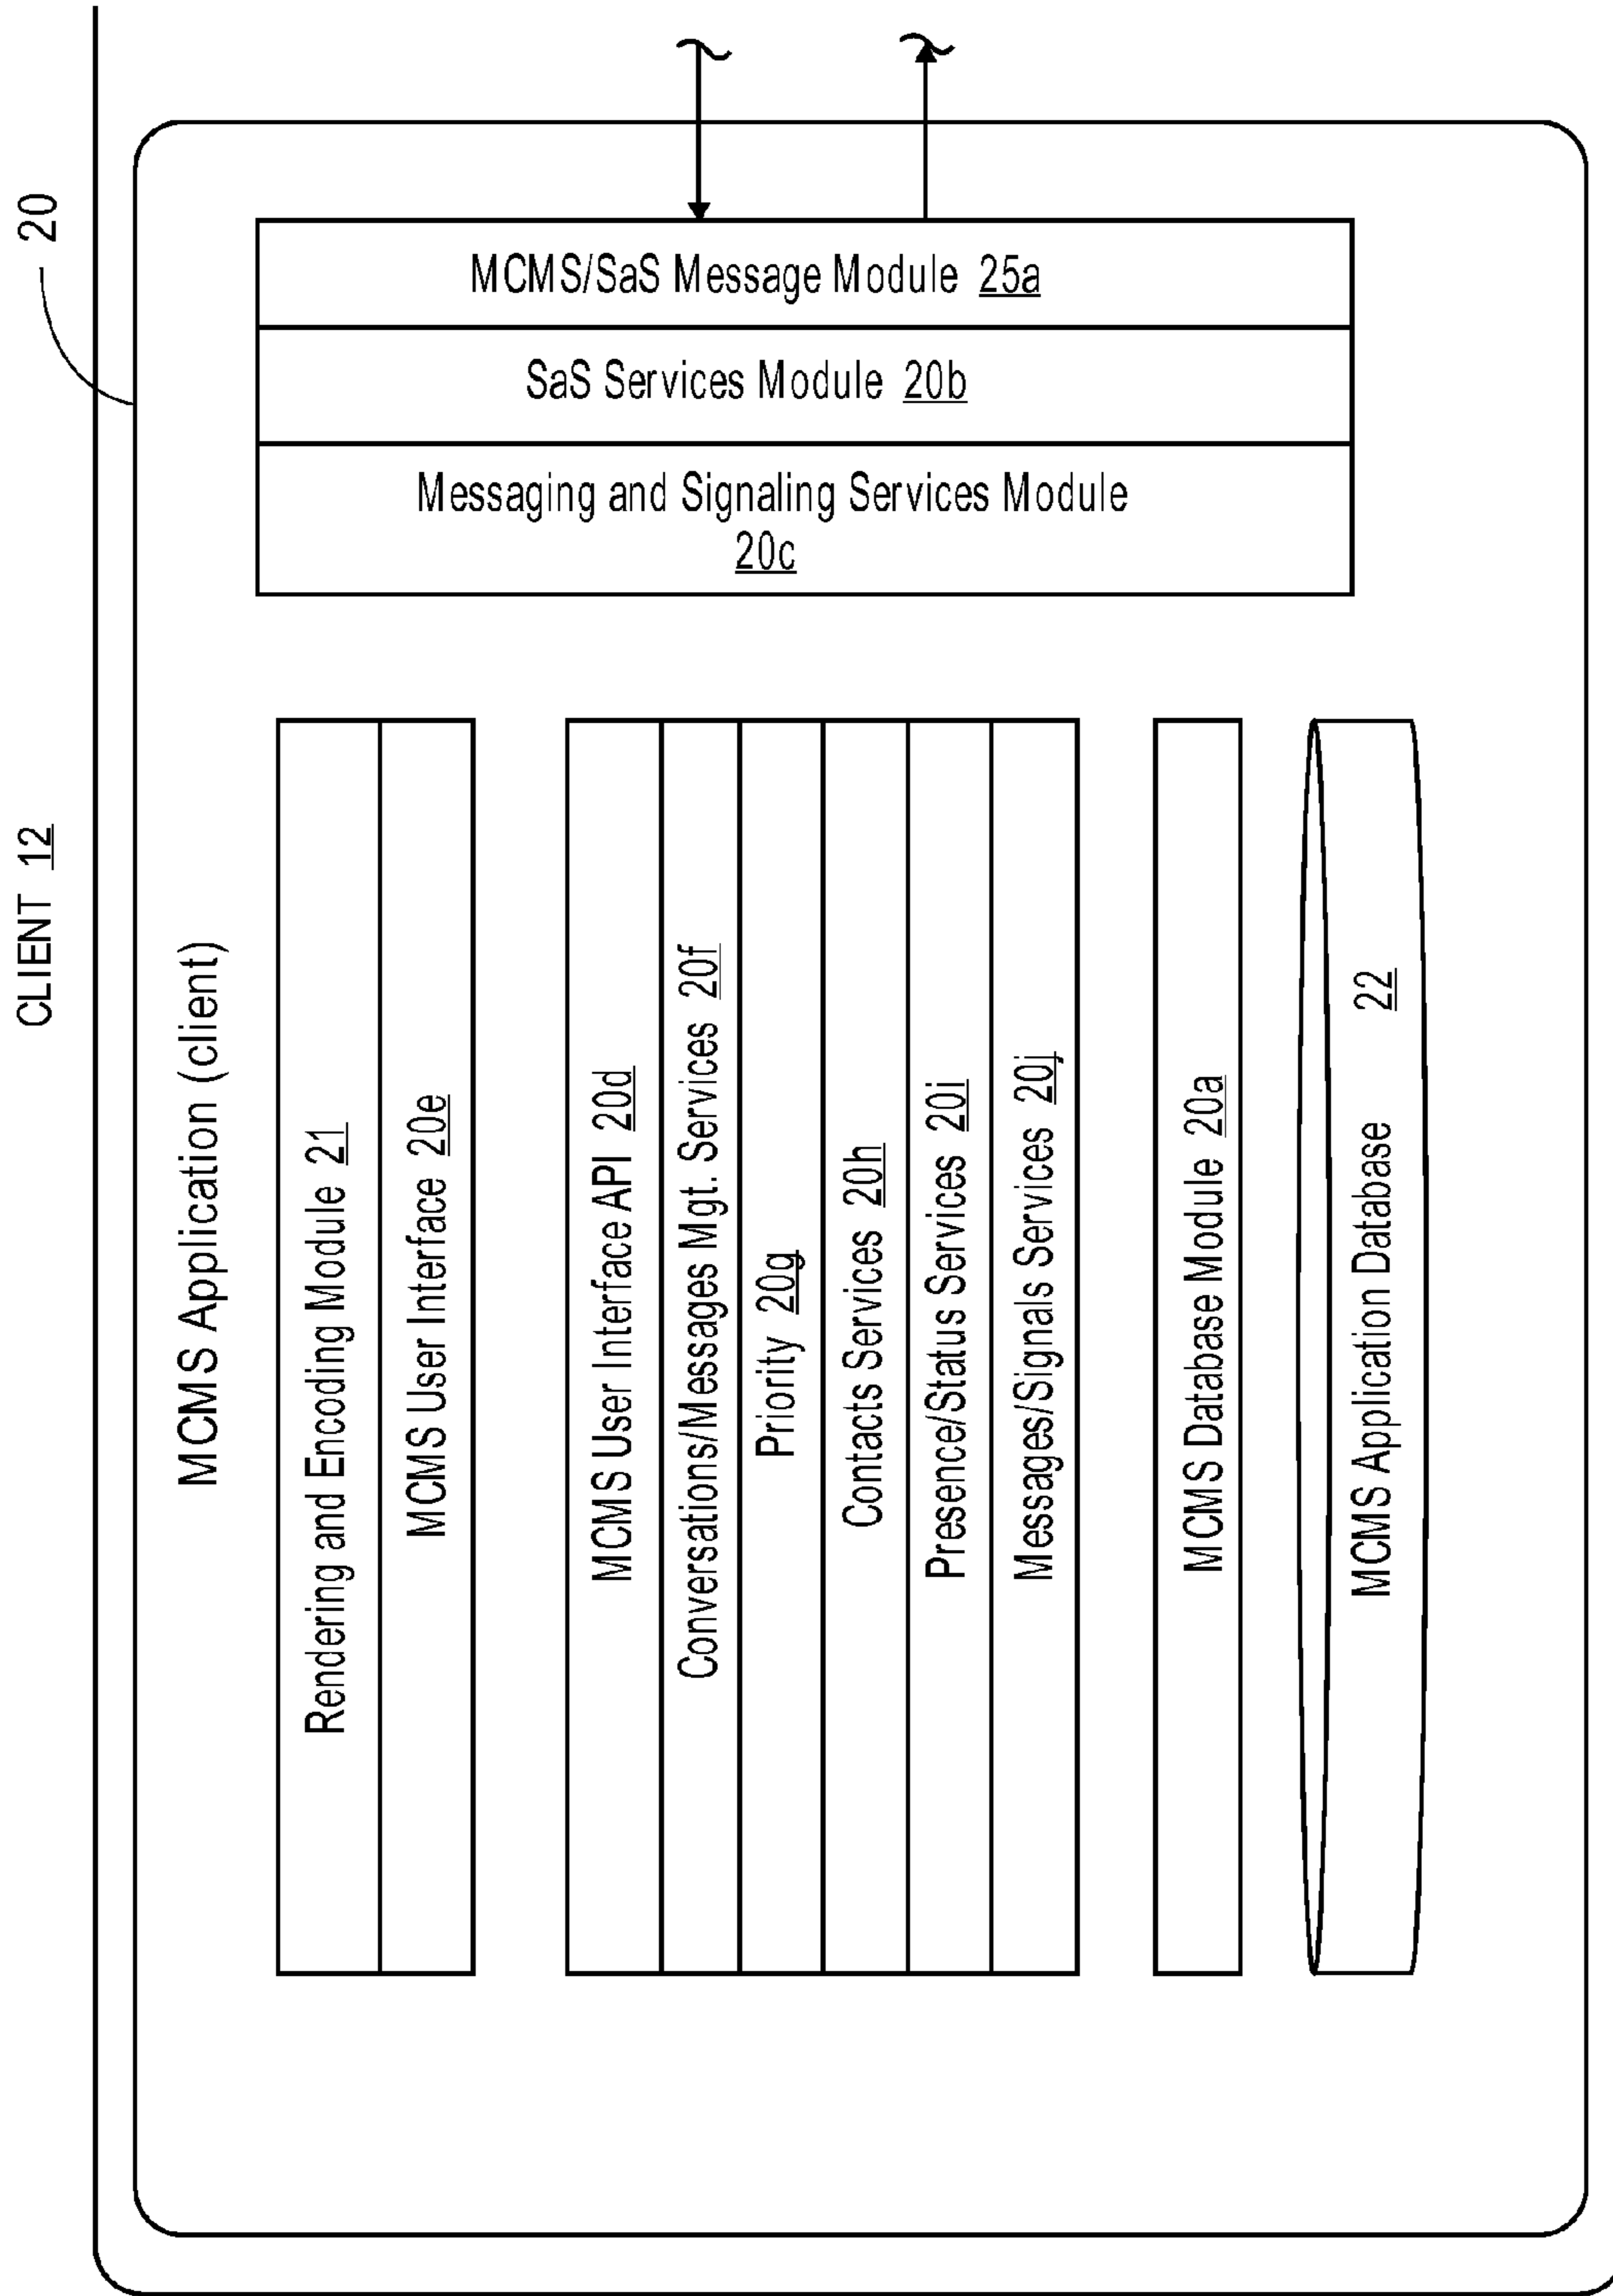 CLIENT 12
20
MCMS Application (client)
Rendering and Encoding Module 21
MCMS User Interface 20e
MCMS User Interface API 20d
Conversations/Messages Mgt. Services 20f
Priority 20g
Contacts Services 20h
Presence/Status Services 20i
Messages/Signals Services 20j
MCMS Database Module 20a
MCMS Application Database 22
MCMS/SaS Message Module 25a
SaS Services Module 20b
Messaging and Signaling Services Module
20c